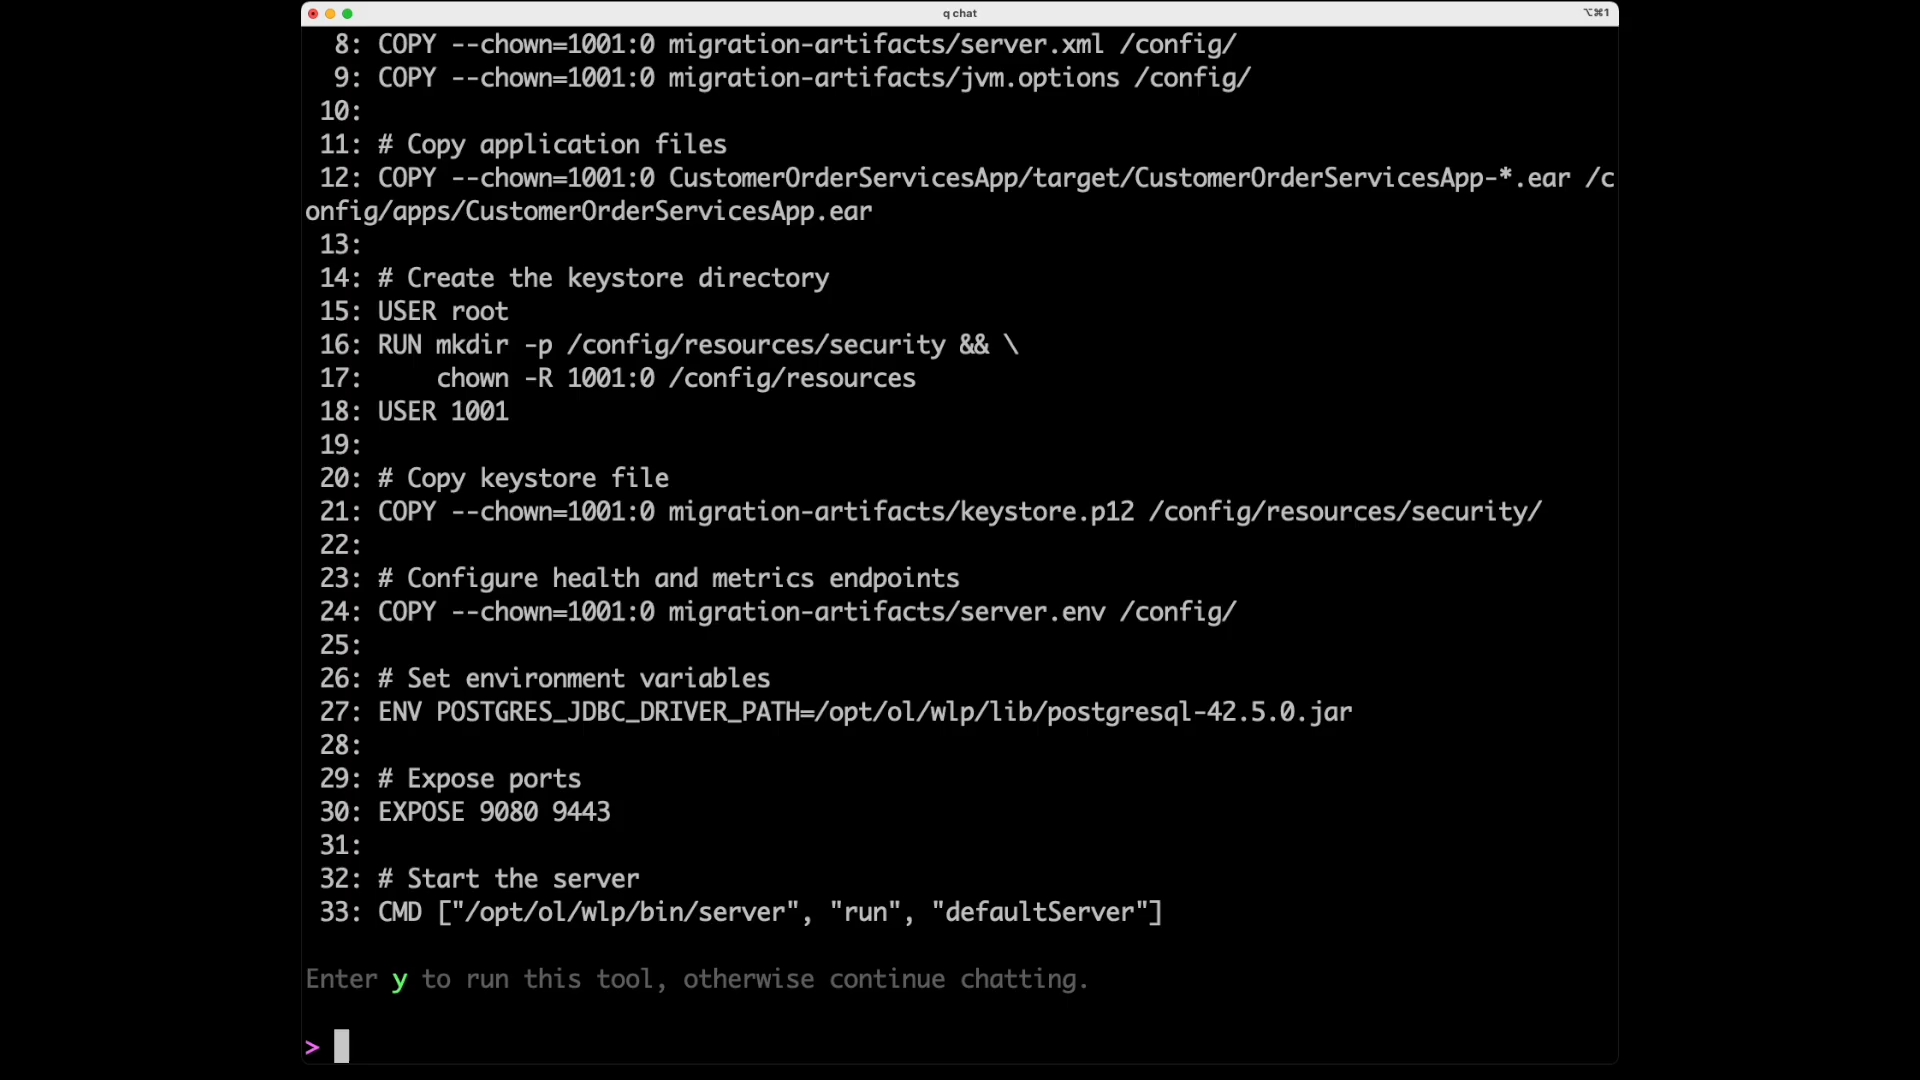 q chat
⌥⌘1
8: COPY --chown=1001:0 migration-artifacts/server.xml /config/
9: COPY --chown=1001:0 migration-artifacts/jvm.options /config/
10:
11: # Copy application files
12: COPY --chown=1001:0 CustomerOrderServicesApp/target/CustomerOrderServicesApp-*.ear /c
onfig/apps/CustomerOrderServicesApp.ear
13:
14: # Create the keystore directory
15: USER root
16: RUN mkdir -p /config/resources/security && \
17:     chown -R 1001:0 /config/resources
18: USER 1001
19:
20: # Copy keystore file
21: COPY --chown=1001:0 migration-artifacts/keystore.p12 /config/resources/security/
22:
23: # Configure health and metrics endpoints
24: COPY --chown=1001:0 migration-artifacts/server.env /config/
25:
26: # Set environment variables
27: ENV POSTGRES_JDBC_DRIVER_PATH=/opt/ol/wlp/lib/postgresql-42.5.0.jar
28:
29: # Expose ports
30: EXPOSE 9080 9443
31:
32: # Start the server
33: CMD ["/opt/ol/wlp/bin/server", "run", "defaultServer"]
Enter y to run this tool, otherwise continue chatting.
>